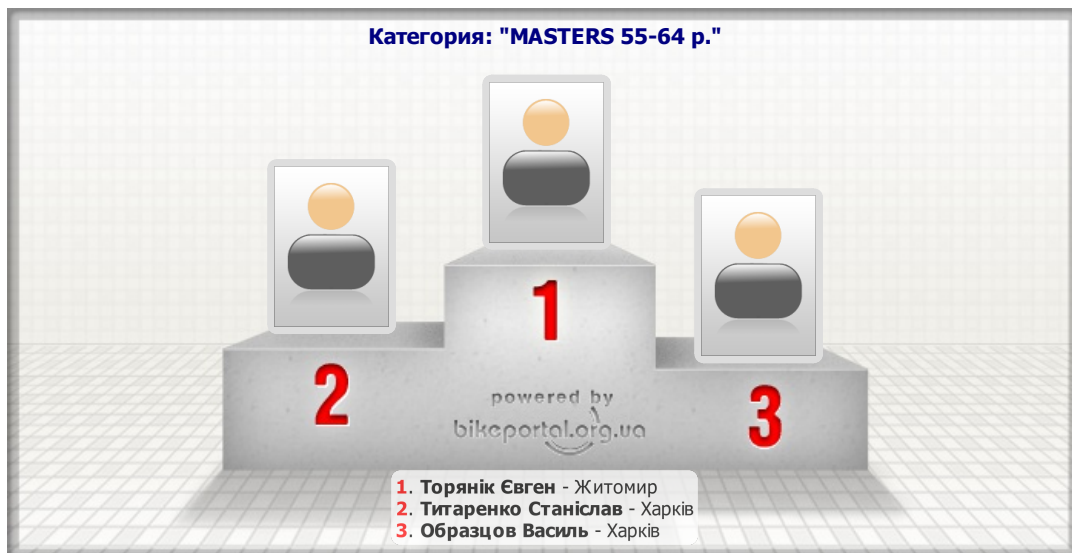 Категория: "MASTERS 55-64 р."
1
2
3
powered by
bikeportal.org.ua
1. Торянік Євген - Житомир
2. Титаренко Станіслав - Харків
3. Образцов Василь - Харків